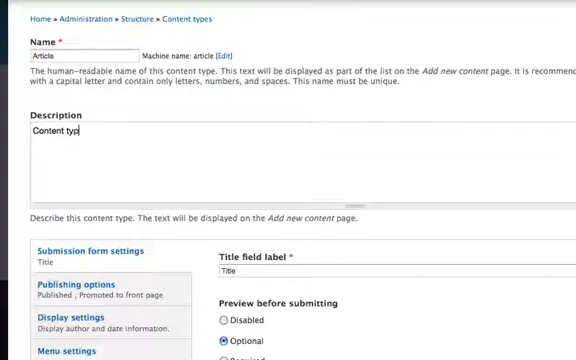 Home » Administration » Structure » Content types
Name *
Article
Machine name: article [Edit]
The human-readable name of this content type. This text will be displayed as part of the list on the Add new content page. It is
with a capital letter and contain only letters, numbers, and spaces. This name must be unique.
Description
Content typ
Describe this content type. The text will be displayed on the Add new content page.
Submission form settings
Title
Publishing options
Published , Promoted to front page
Display settings
Display author and date information.
Menu settings
Title field label *
Title
Preview before submitting
Disabled
Optional